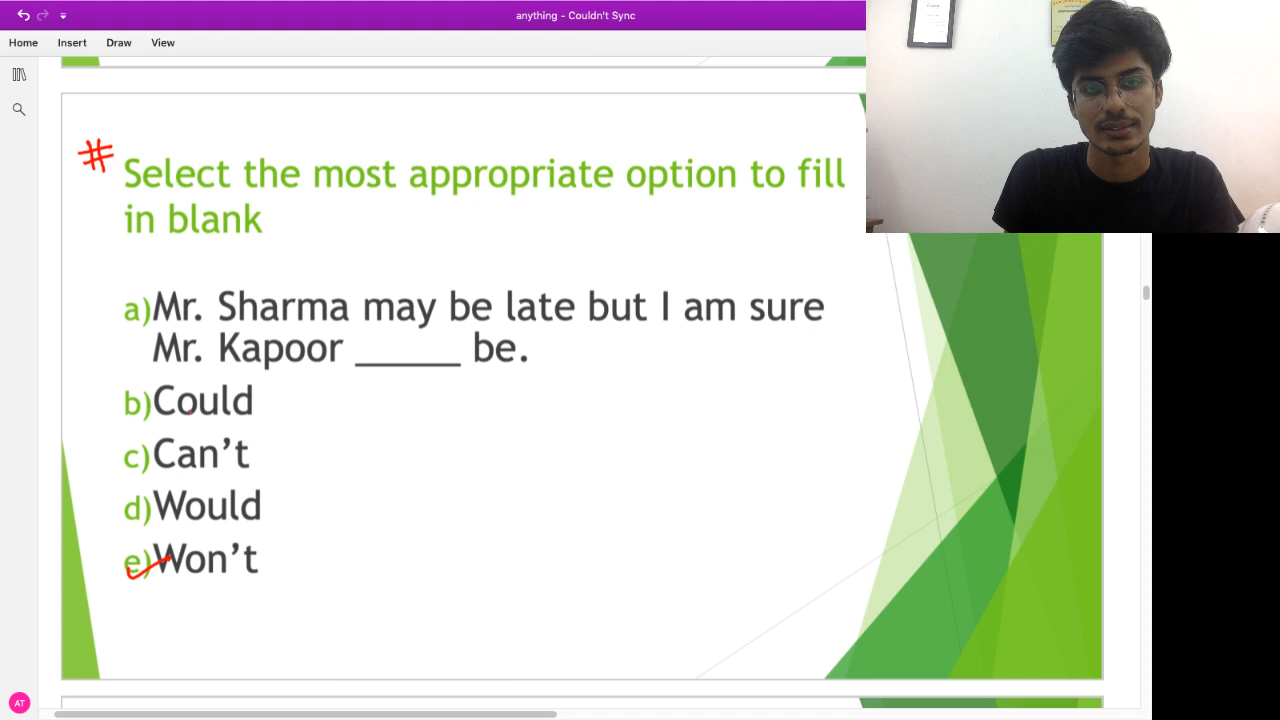 anything - Couldn't Sync
Home Insert Draw View
#
Select the most appropriate option to fill
in blank
a)Mr. Sharma may be late but I am sure
Mr. Kapoor _____ be.
b)Could
c)Can't
d)Would
e)Won't
AT